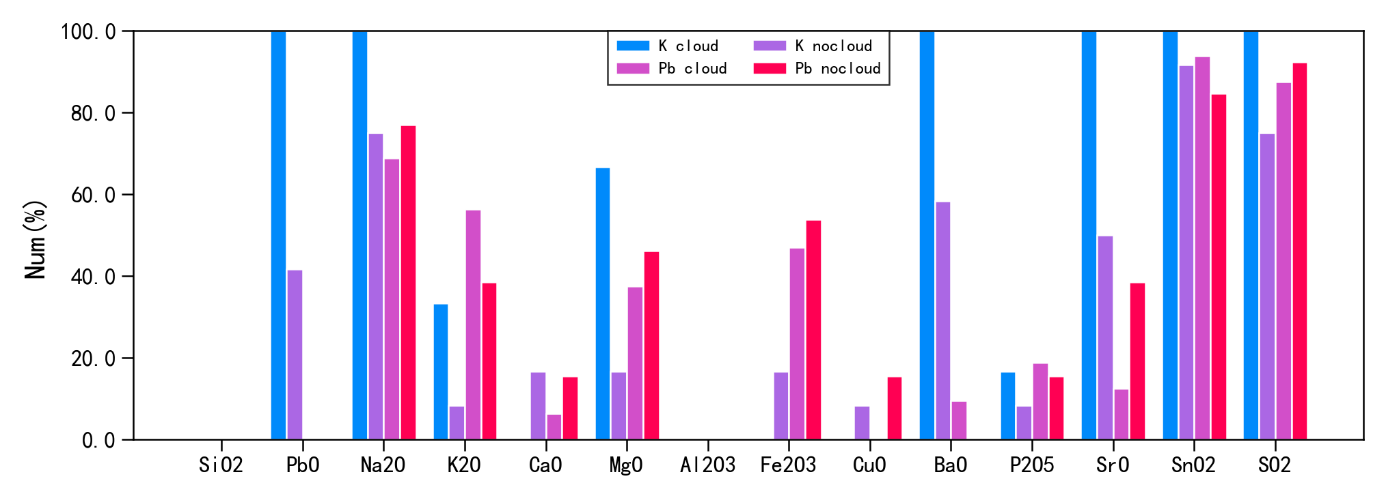 100.0
80.0
60.0
40.0
20.0
0.0
Num(%)
K cloud
K nocloud
Pb cloud
Pb nocloud
SiO2 PbO Na2O K2O CaO MgO Al2O3 Fe2O3 CuO BaO P2O5 SrO SnO2 SO2